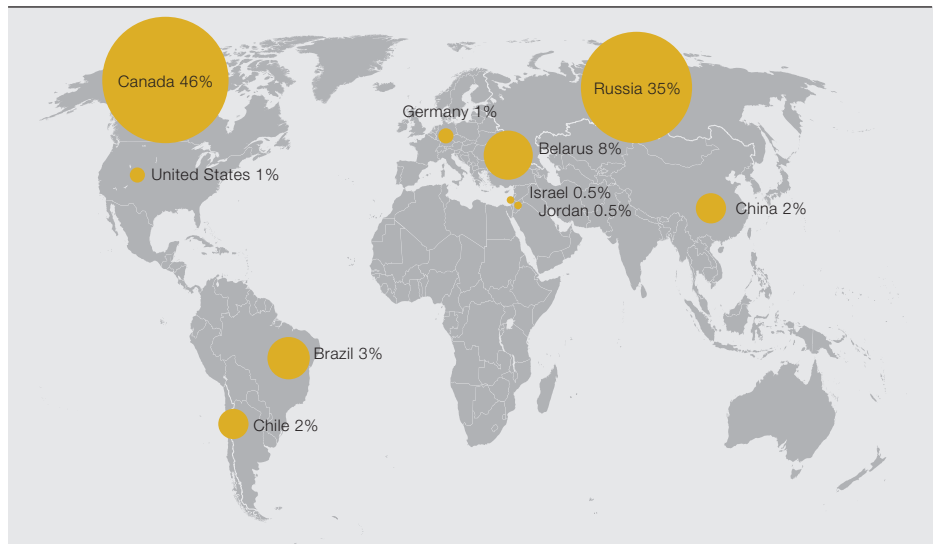 Canada 46%
Russia 35%
Germany 1%
Belarus 8%
United States 1%
Israel 0.5%
Jordan 0.5%
China 2%
Brazil 3%
Chile 2%